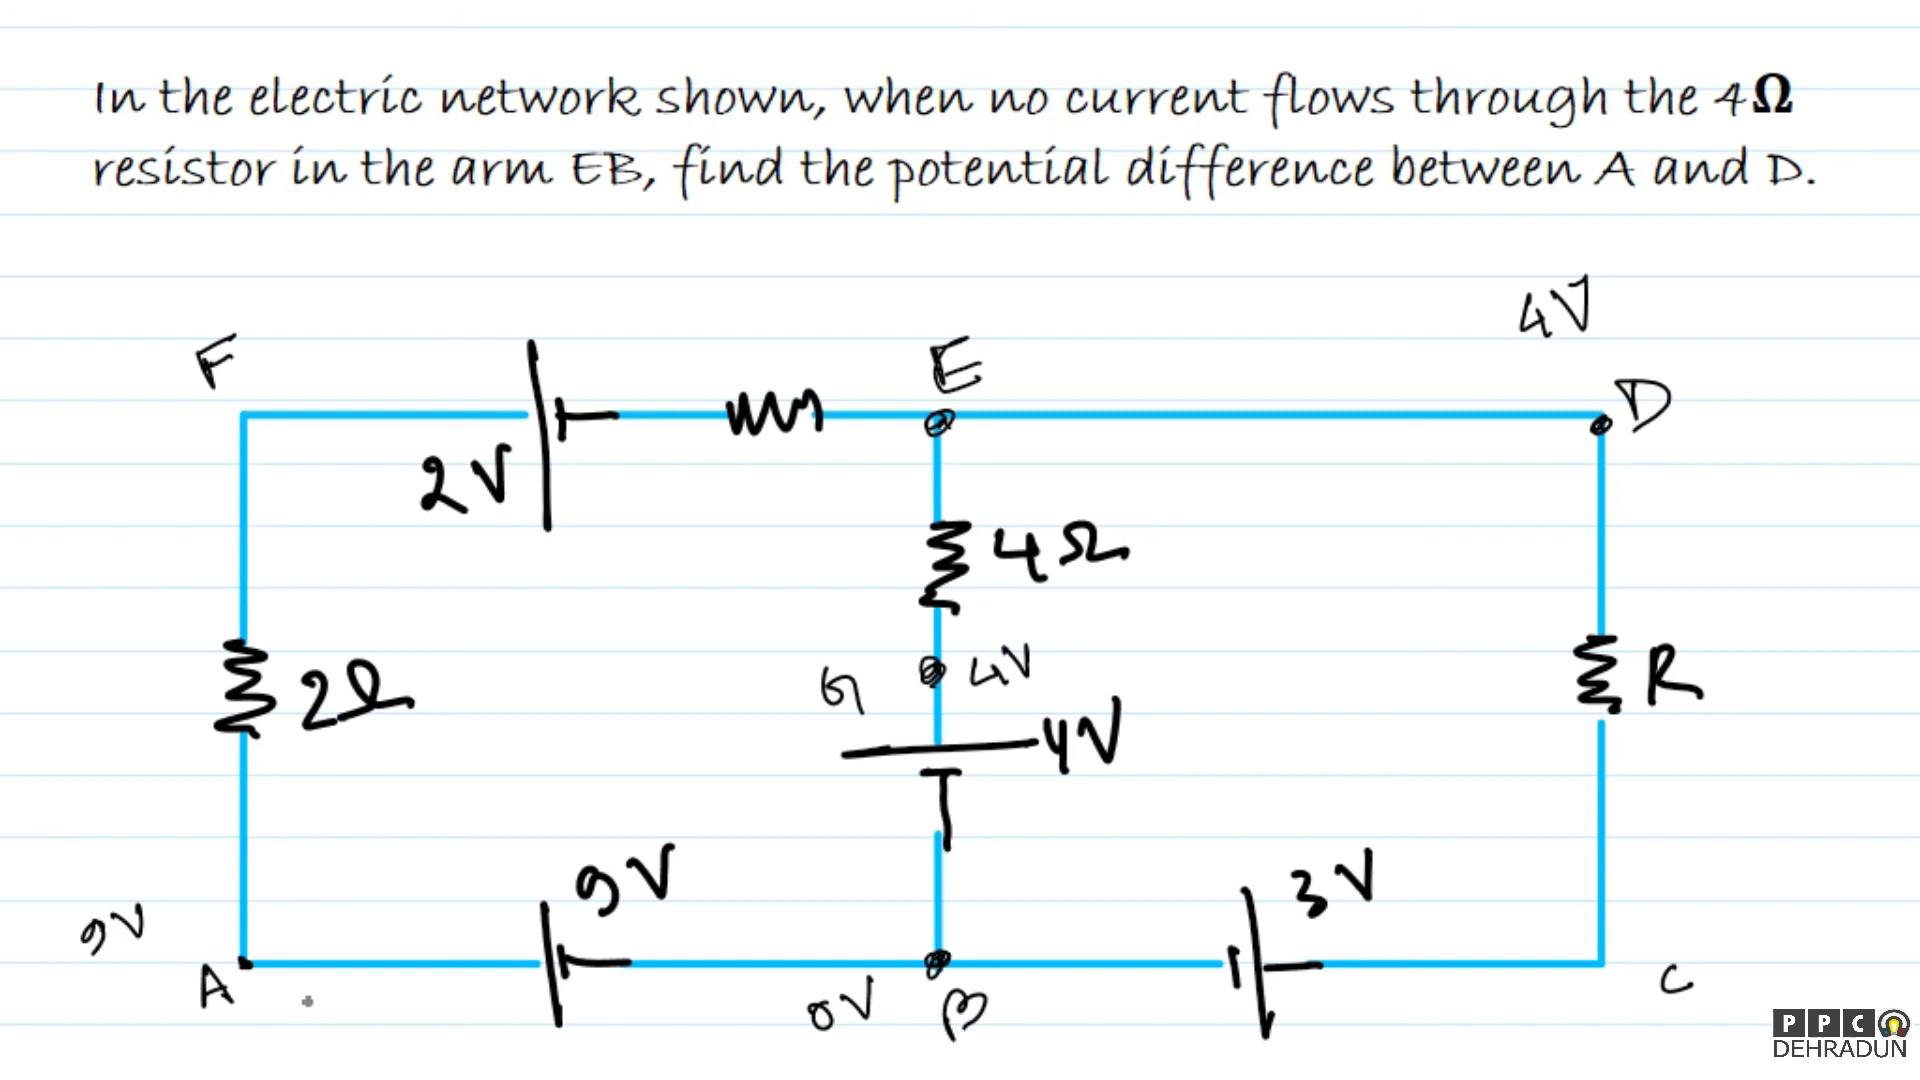 In the electric network shown, when no current flows through the 4Ω
resistor in the arm EB, find the potential difference between A and D.
4V
F
E
D
2V
4Ω
G
4V
2Ω
R
4V
9V
3V
9V
A
0V
B
C
PPC
DEHRADUN